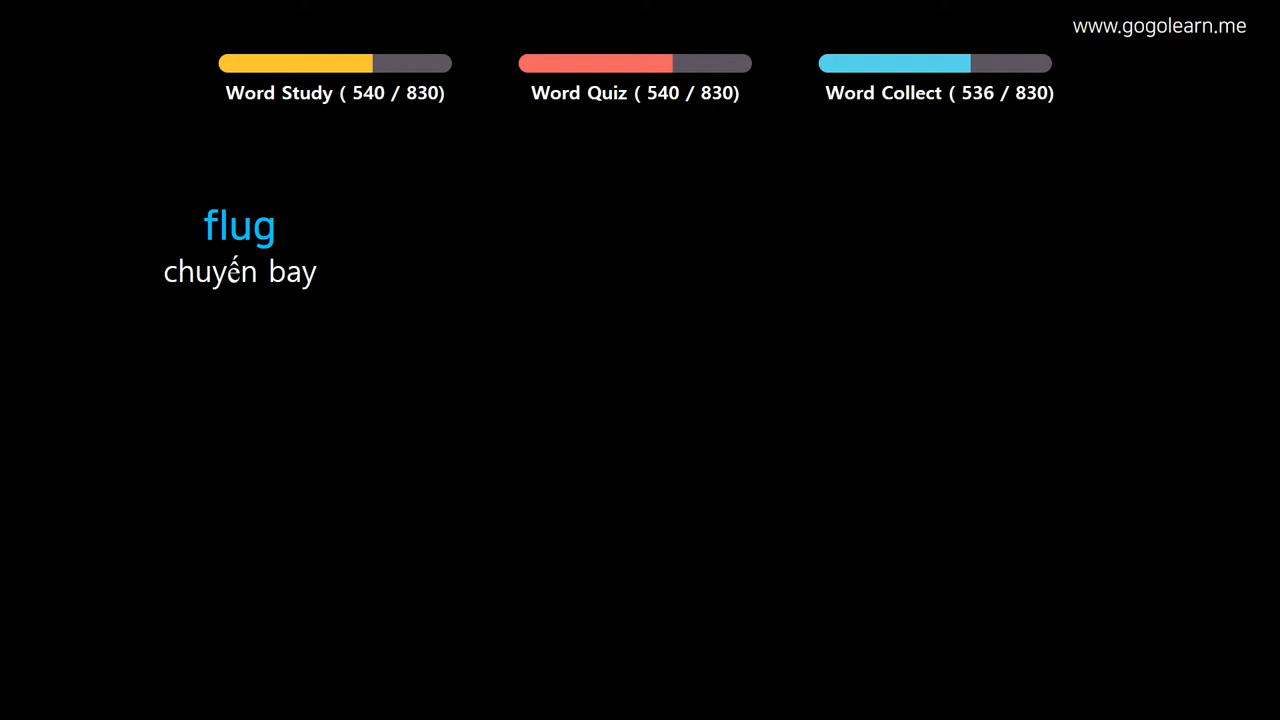 www.gogolearn.me
Word Study ( 540 / 830)
Word Quiz ( 540 / 830)
Word Collect ( 536 / 830)
flug
chuyến bay